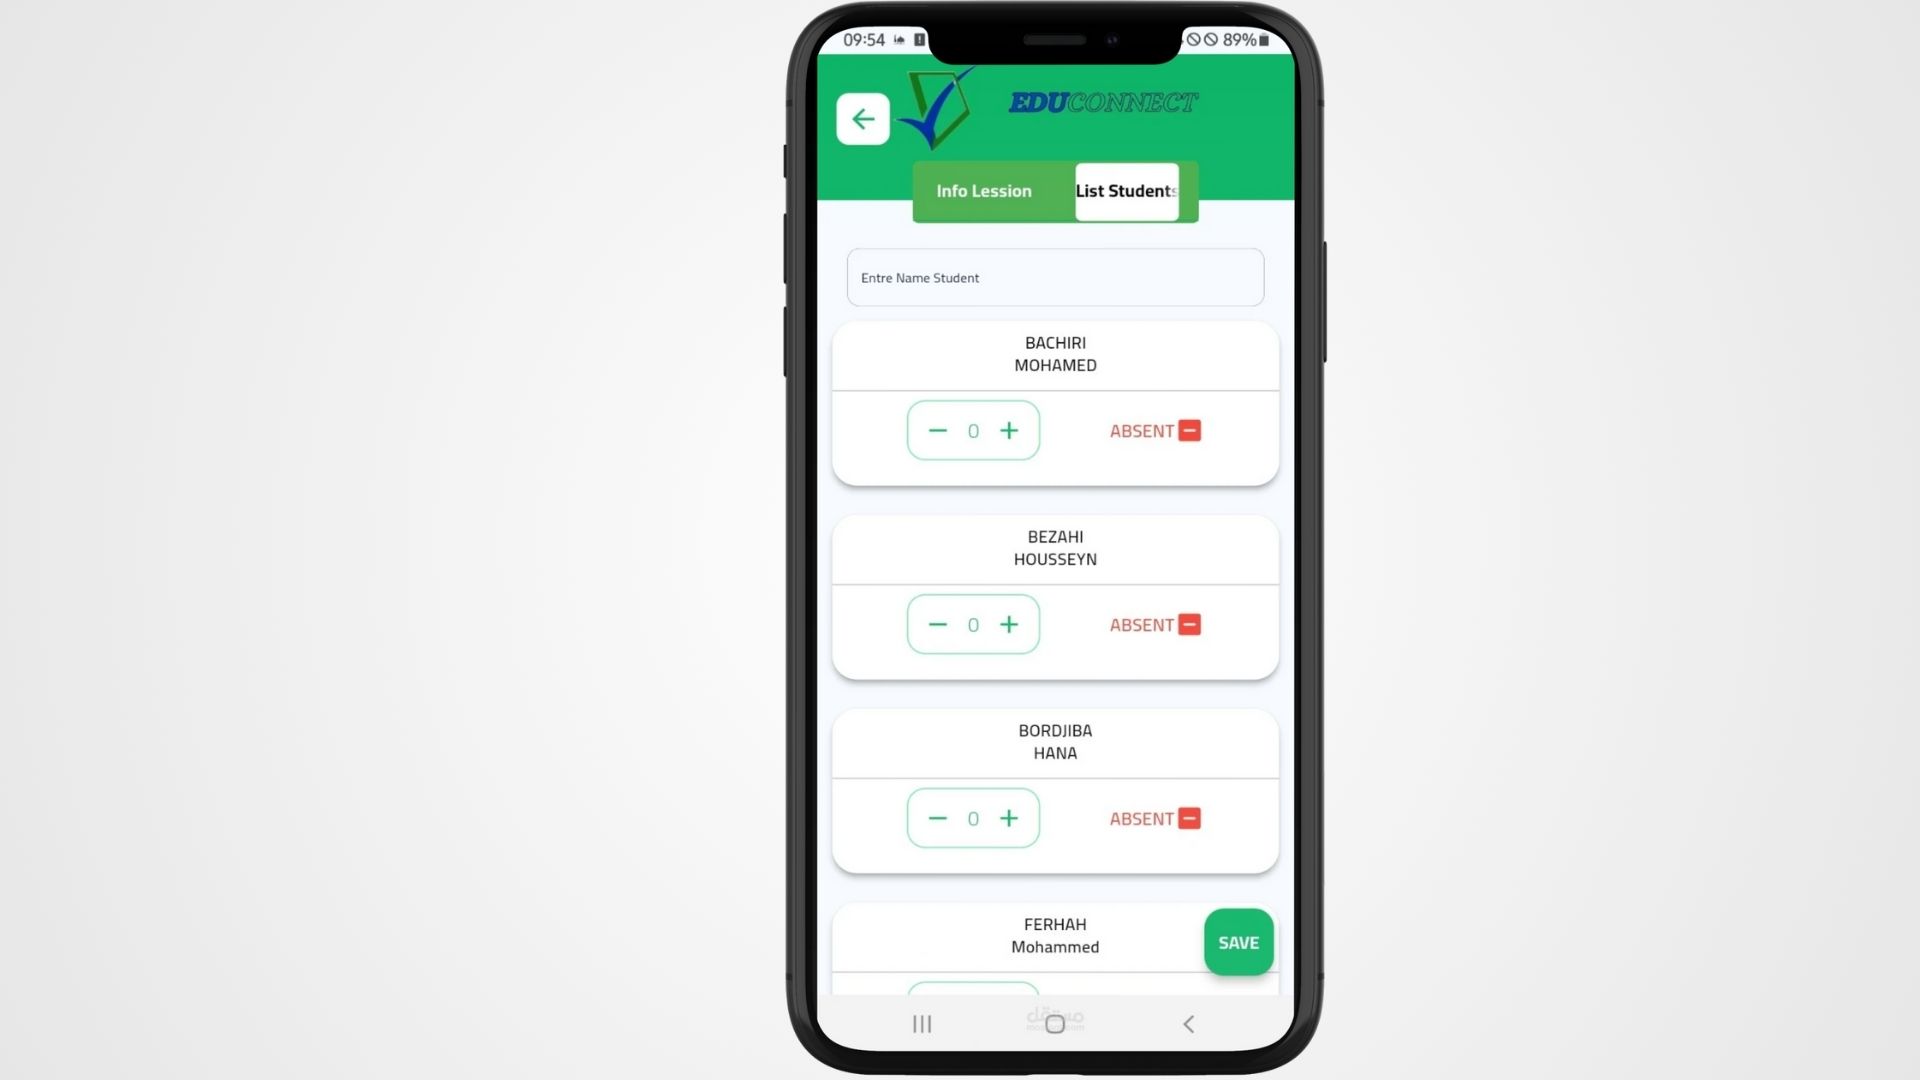 09:54
89%
EDUCONNECT
Info Lession
List Students
Entre Name Student
BACHIRI
MOHAMED
0
ABSENT
BEZAHI
HOUSSEYN
0
ABSENT
BORDJIBA
HANA
0
ABSENT
FERHAH
Mohammed
SAVE
مستقل